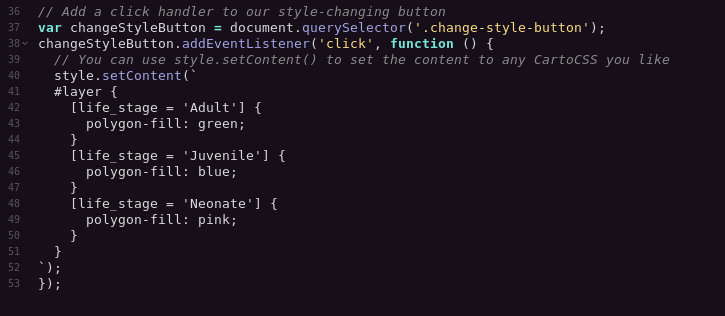 36 // Add a click handler to our style-changing button
37 var changeStyleButton = document.querySelector('.change-style-button');
38 changeStyleButton.addEventListener('click', function () {
39   // You can use style.setContent() to set the content to any CartoCSS you like
40   style.setContent(`
41   #layer {
42     [life_stage = 'Adult'] {
43       polygon-fill: green;
44     }
45     [life_stage = 'Juvenile'] {
46       polygon-fill: blue;
47     }
48     [life_stage = 'Neonate'] {
49       polygon-fill: pink;
50     }
51   }
52 `);
53 });